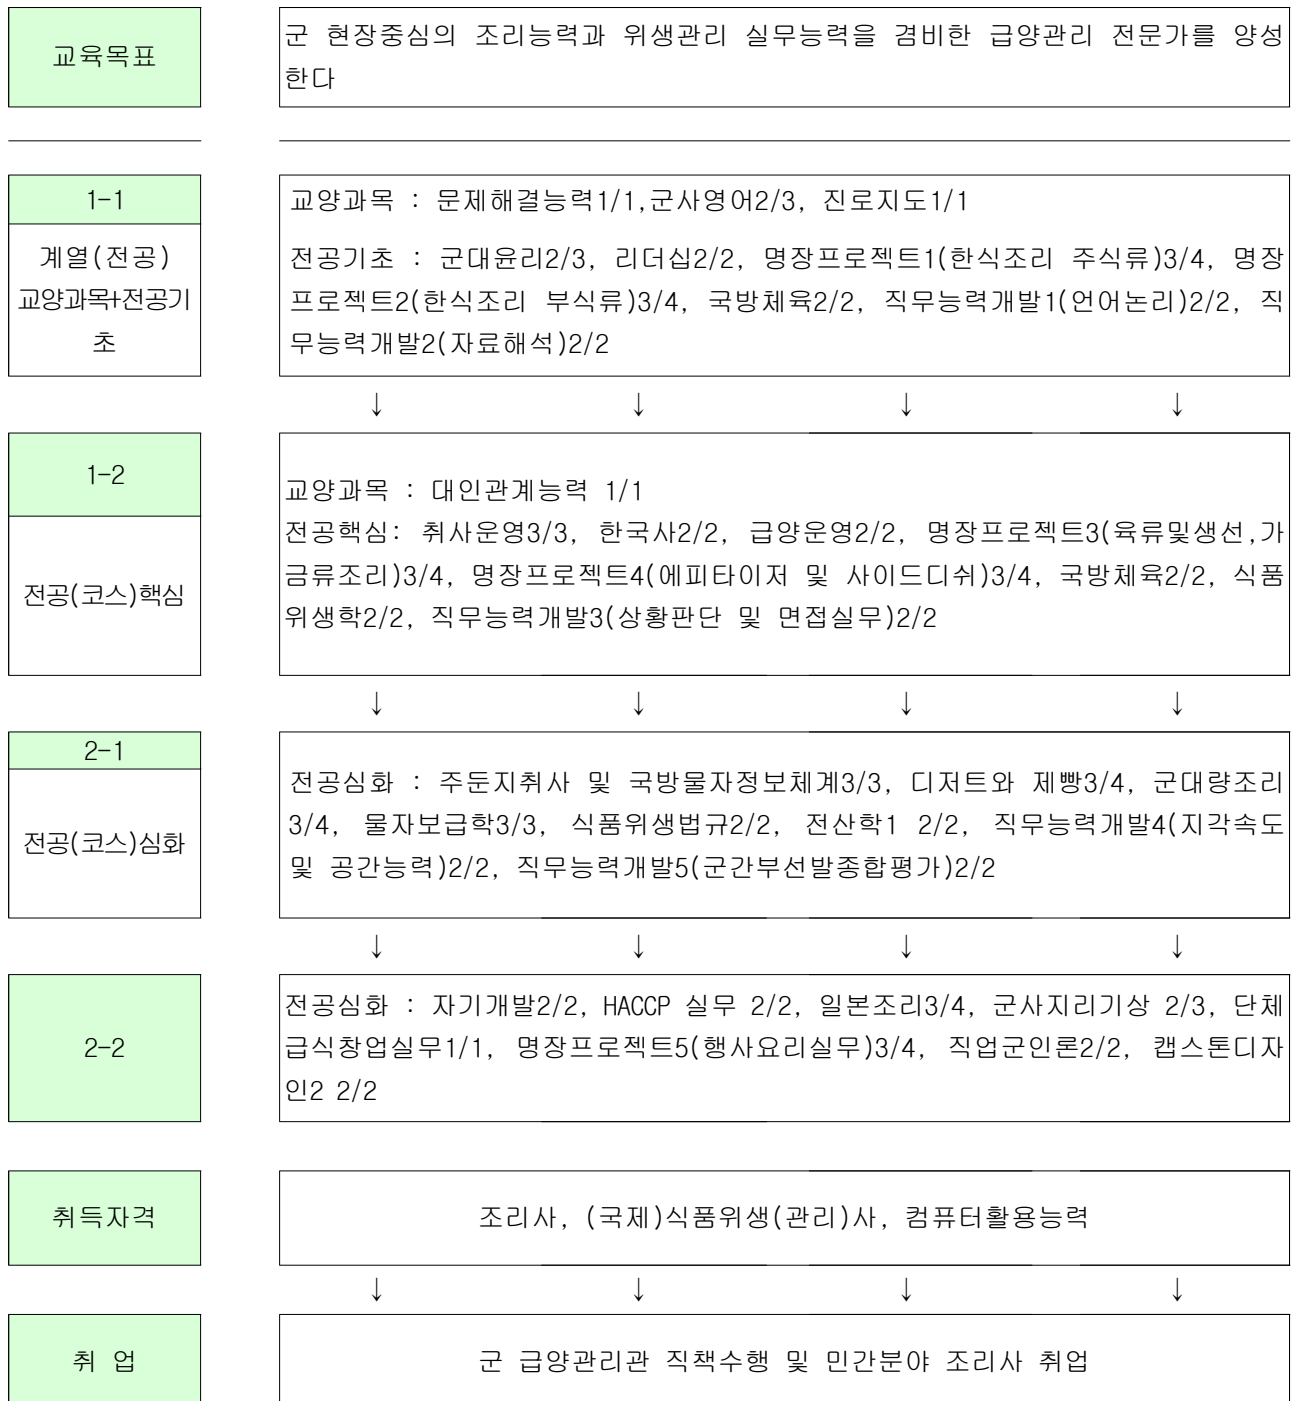 교육목표
군 현장중심의 조리능력과 위생관리 실무능력을 겸비한 급양관리 전문가를 양성
한다
1-1
계열(전공)
교양과목+전공기
초
교양과목 : 문제해결능력1/1,군사영어2/3, 진로지도1/1
전공기초 : 군대윤리2/3, 리더십2/2, 명장프로젝트1(한식조리 주식류)3/4, 명장
프로젝트2(한식조리 부식류)3/4, 국방체육2/2, 직무능력개발1(언어논리)2/2, 직
무능력개발2(자료해석)2/2
↓ ↓ ↓ ↓
1-2
전공(코스)핵심
교양과목 : 대인관계능력 1/1
전공핵심: 취사운영3/3, 한국사2/2, 급양운영2/2, 명장프로젝트3(육류및생선,가
금류조리)3/4, 명장프로젝트4(에피타이저 및 사이드디쉬)3/4, 국방체육2/2, 식품
위생학2/2, 직무능력개발3(상황판단 및 면접실무)2/2
↓ ↓ ↓ ↓
2-1
전공(코스)심화
전공심화 : 주둔지취사 및 국방물자정보체계3/3, 디저트와 제빵3/4, 군대량조리
3/4, 물자보급학3/3, 식품위생법규2/2, 전산학1 2/2, 직무능력개발4(지각속도
및 공간능력)2/2, 직무능력개발5(군간부선발종합평가)2/2
↓ ↓ ↓ ↓
2-2
전공심화 : 자기개발2/2, HACCP 실무 2/2, 일본조리3/4, 군사지리기상 2/3, 단체
급식창업실무1/1, 명장프로젝트5(행사요리실무)3/4, 직업군인론2/2, 캡스톤디자
인2 2/2
취득자격
조리사, (국제)식품위생(관리)사, 컴퓨터활용능력
↓ ↓ ↓ ↓
취 업
군 급양관리관 직책수행 및 민간분야 조리사 취업